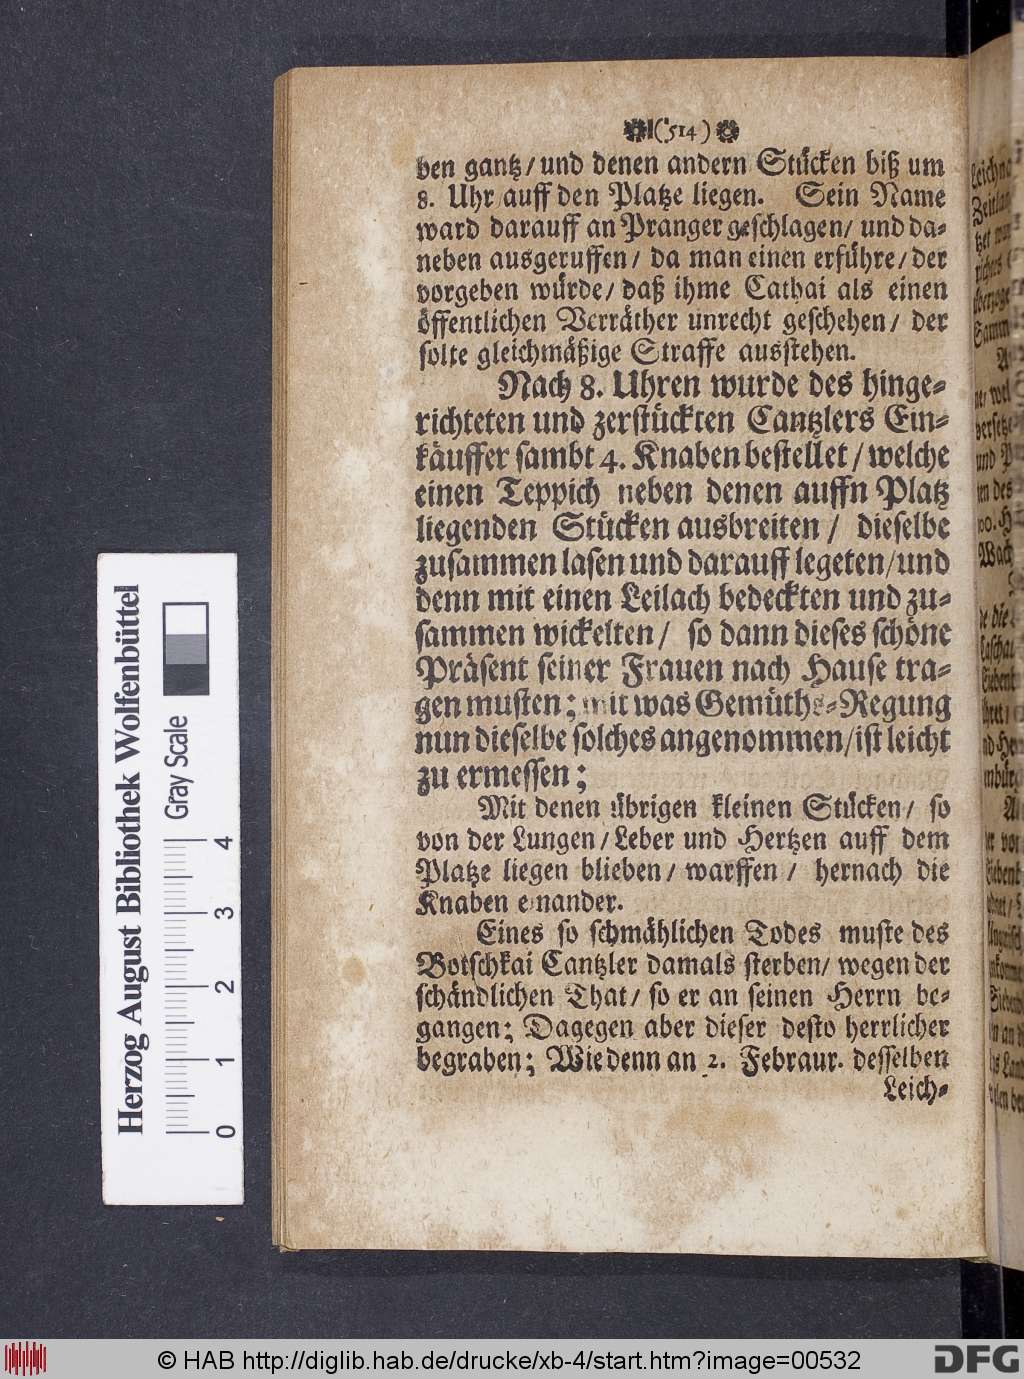 (514)
ben gantz/ und denen andern Stücken biß um
8. Uhr auff den Platze liegen. Sein Name
ward darauff an Pranger geschlagen/ und da-
neben ausgeruffen/ da man einen erführe/ der
vorgeben würde/ daß ihme Cathai als einen
öffentlichen Verräther unrecht geschehen/ der
solte gleichmäßige Straffe ausstehen.
Nach 8. Uhren wurde des hinge-
richteten und zerstückten Cantzlers Ein-
käuffer sambt 4. Knaben bestellet/ welche
einen Teppich neben denen auffn Platz
liegenden Stücken ausbreiten/ dieselbe
zusammen lasen und darauff legeten/ und
denn mit einen Leilach bedeckten und zu-
sammen wickelten/ so dann dieses schöne
Präsent seiner Frauen nach Hause tra-
gen musten; mit was Gemüths-Regung
nun dieselbe solches angenommen/ ist leicht
zu ermessen;
Mit denen übrigen kleinen Stücken/ so
von der Lungen/ Leber und Hertzen auff dem
Platze liegen blieben/ warffen/ hernach die
Knaben einander.
Eines so schmählichen Todes muste des
Botschkai Cantzler damals sterben/ wegen der
schändlichen That/ so er an seinen Herrn be-
gangen; Dagegen aber dieser desto herrlicher
begraben; Wie denn an 2. Febraur. desselben
Leich-
Herzog August Bibliothek Wolfenbüttel
Gray Scale
0 1 2 3 4
© HAB http://diglib.hab.de/drucke/xb-4/start.htm?image=00532
DFG